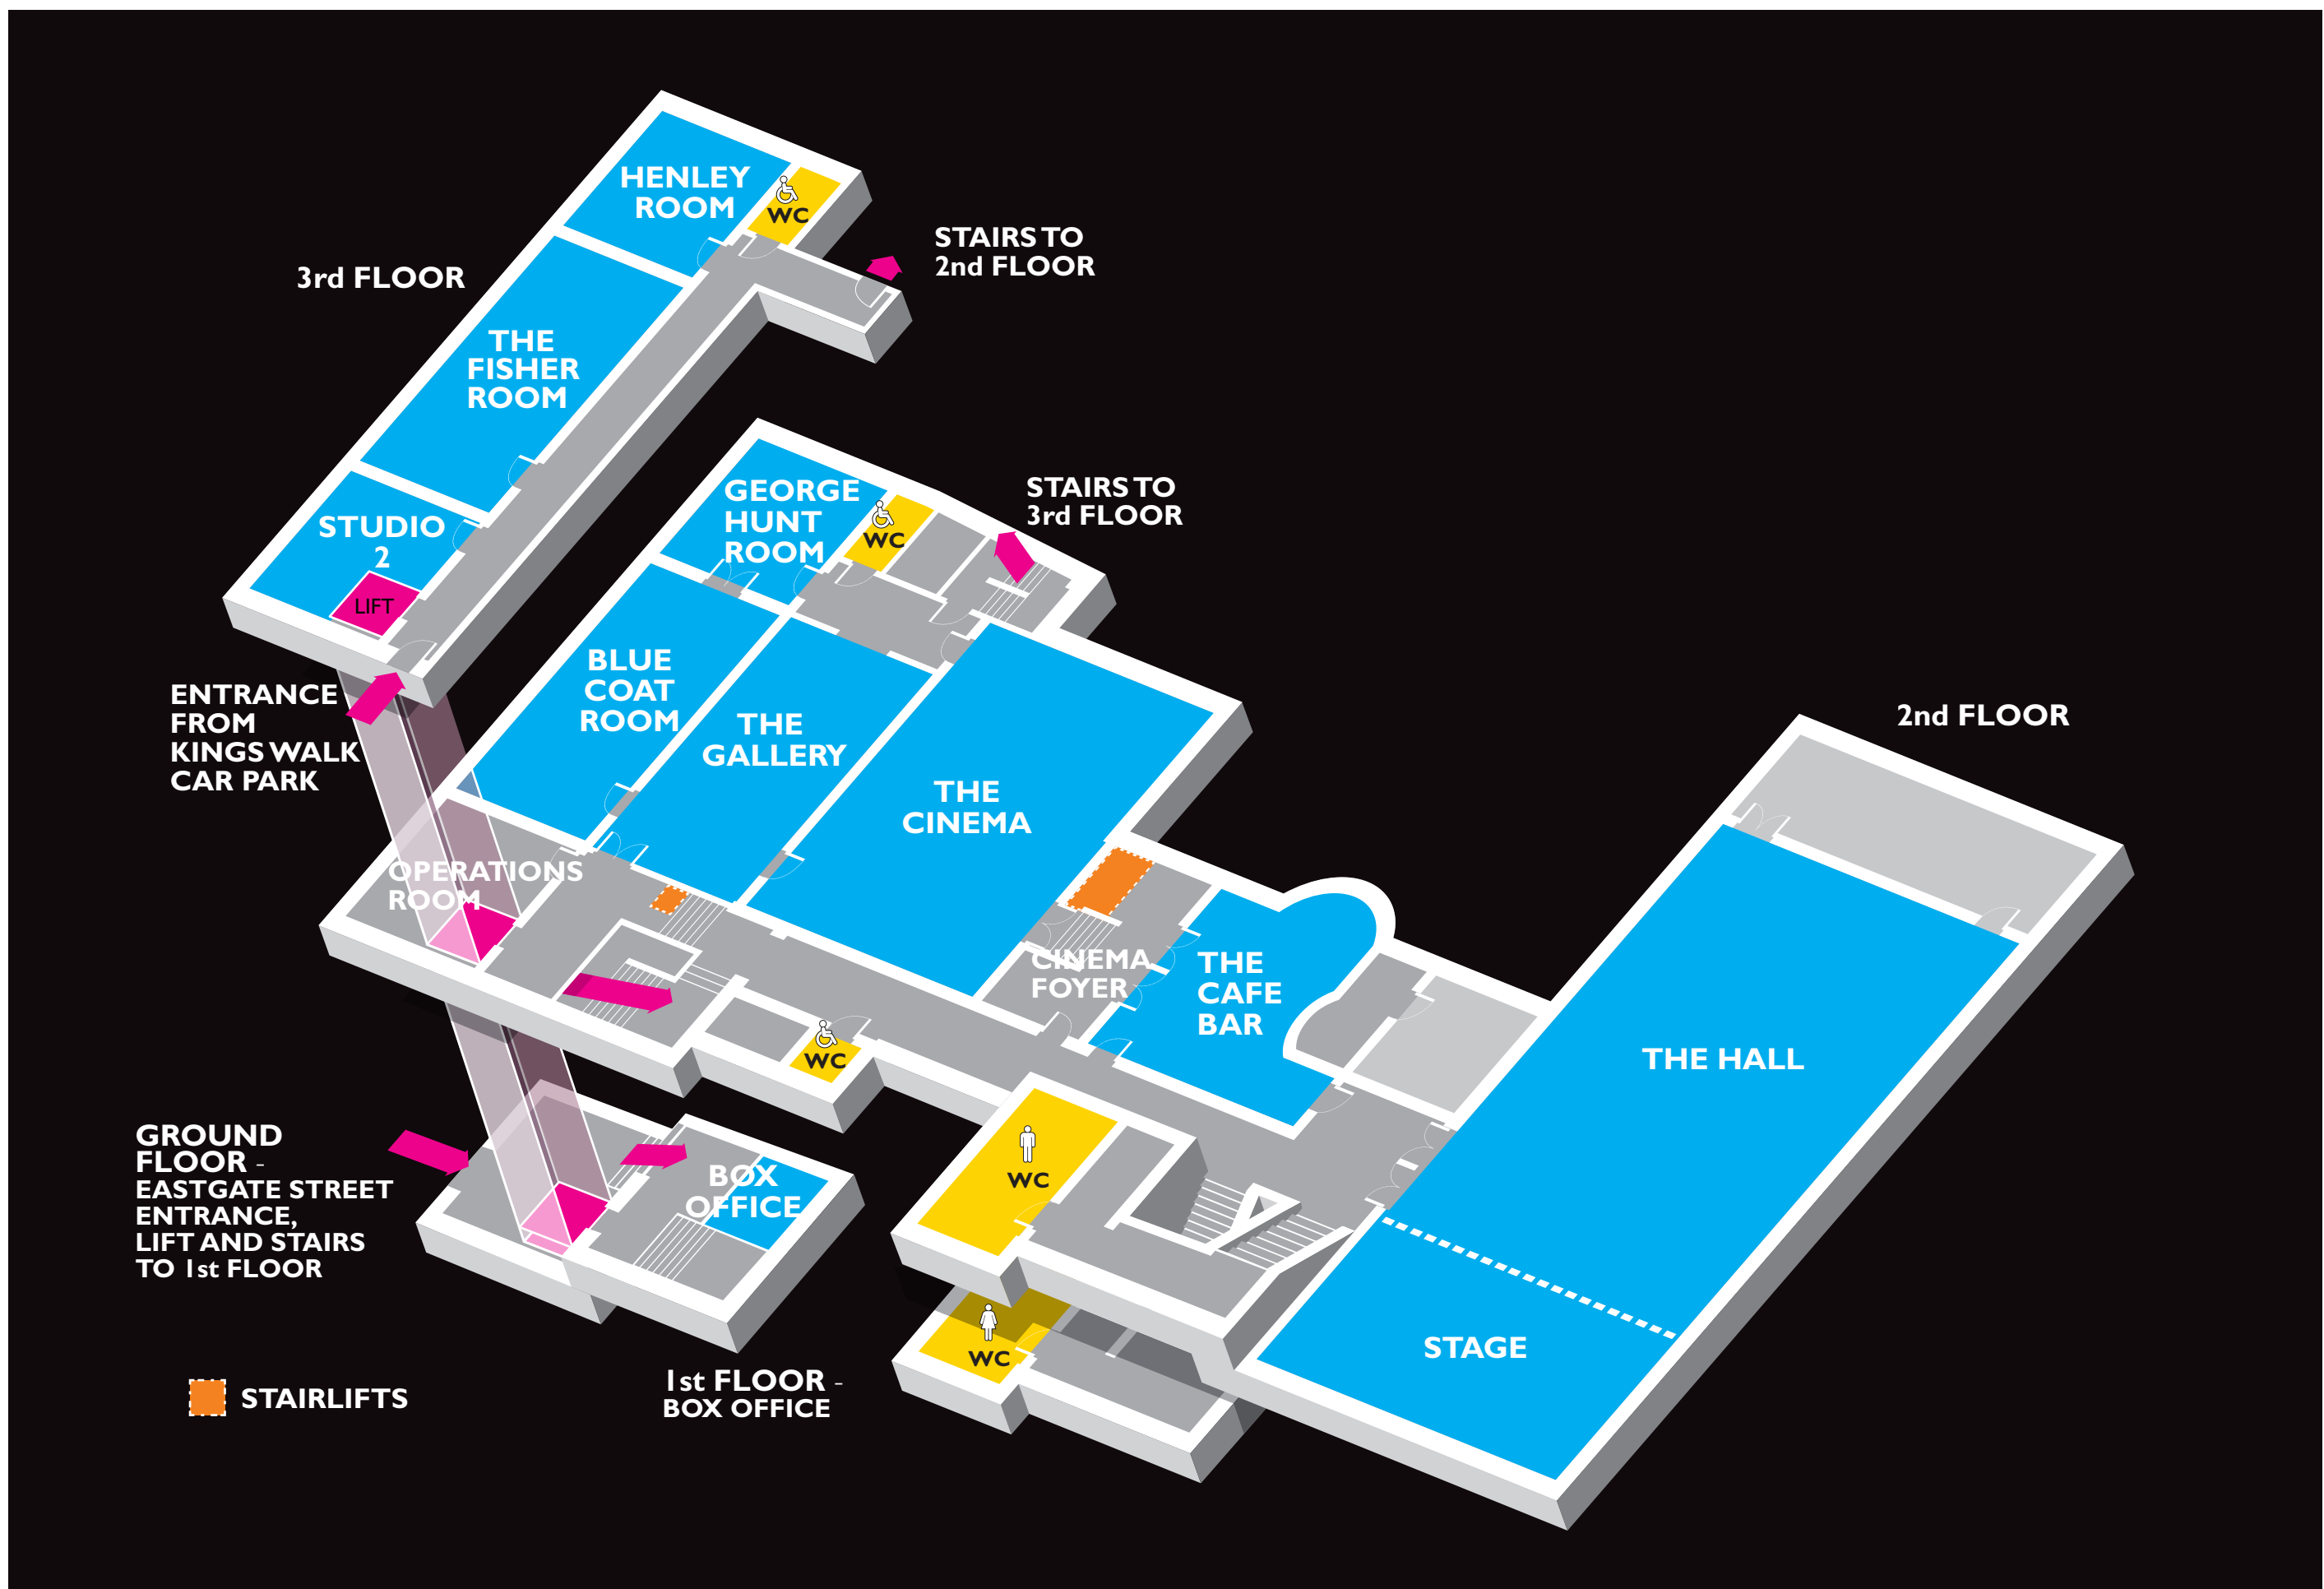 HENLEY
ROOM
WC
STAIRS TO
2nd FLOOR
3rd FLOOR
THE
FISHER
ROOM
STUDIO
2
LIFT
GEORGE
HUNT
ROOM
WC
STAIRS TO
3rd FLOOR
ENTRANCE
FROM
KINGS WALK
CAR PARK
BLUE
COAT
ROOM
THE
GALLERY
THE
CINEMA
2nd FLOOR
OPERATIONS
ROOM
CINEMA
FOYER
THE
CAFE
BAR
WC
THE HALL
GROUND
FLOOR -
EASTGATE STREET
ENTRANCE,
LIFT AND STAIRS
TO 1st FLOOR
BOX
OFFICE
WC
WC
STAGE
1st FLOOR -
BOX OFFICE
STAIRLIFTS